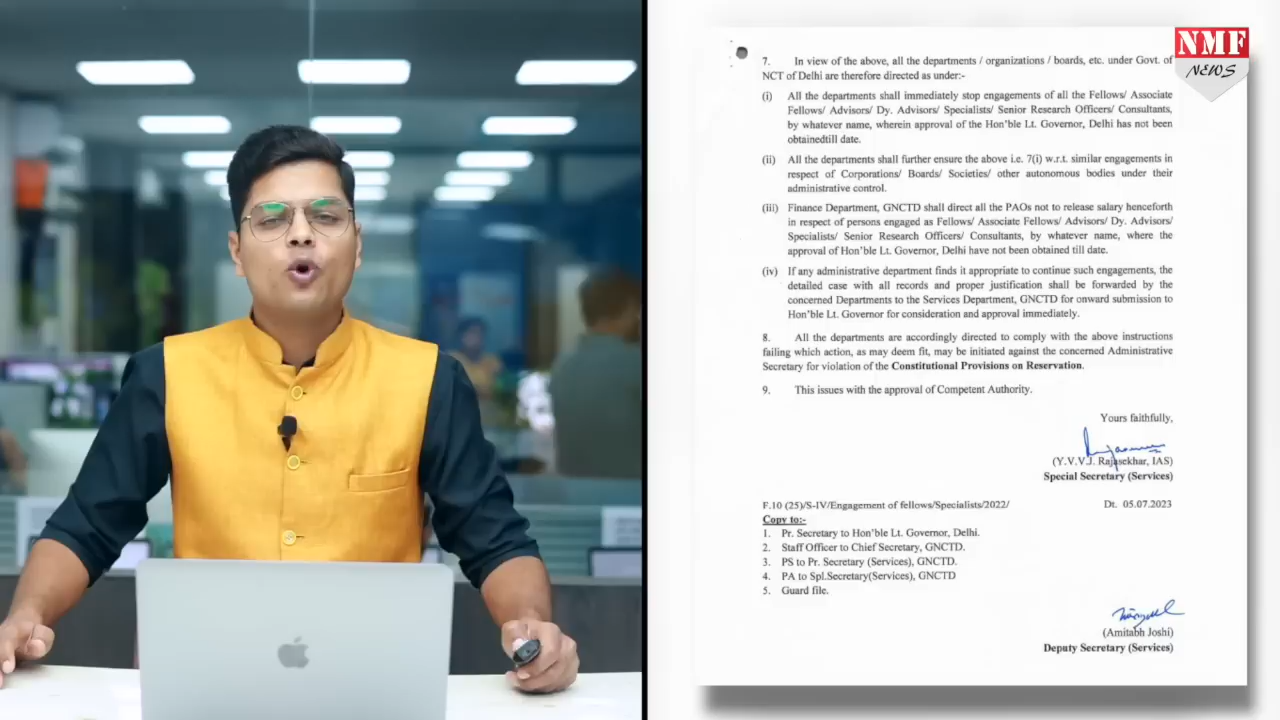 NMF
NEWS
7. In view of the above, all the departments / organizations / boards, etc. under Govt. of
NCT of Delhi are therefore directed as under:-
(i) All the departments shall immediately stop engagements of all the Fellows/ Associate
Fellows/ Advisors/ Dy. Advisors/ Specialists/ Senior Research Officers/ Consultants,
by whatever name, wherein approval of the Hon'ble Lt. Governor, Delhi has not been
obtainedtill date.
(ii) All the departments shall further ensure the above i.e. 7(i) w.r.t. similar engagements in
respect of Corporations/ Boards/ Societies/ other autonomous bodies under their
administrative control.
(iii) Finance Department, GNCTD shall direct all the PAOs not to release salary henceforth
in respect of persons engaged as Fellows/ Associate Fellows/ Advisors/ Dy. Advisors/
Specialists/ Senior Research Officers/ Consultants, by whatever name, where the
approval of Hon'ble Lt. Governor, Delhi have not been obtained till date.
(iv) If any administrative department finds it appropriate to continue such engagements, the
detailed case with all records and proper justification shall be forwarded by the
concerned Departments to the Services Department, GNCTD for onward submission to
Hon'ble Lt. Governor for consideration and approval immediately.
8. All the departments are accordingly directed to comply with the above instructions
failing which action, as may deem fit, may be initiated against the concerned Administrative
Secretary for violation of the Constitutional Provisions on Reservation.
9. This issues with the approval of Competent Authority.
Yours faithfully,
(Y.V.V.J. Rajasekhar, IAS)
Special Secretary (Services)
F.10 (25)/S-IV/Engagement of fellows/Specialists/2022/ Dt. 05.07.2023
Copy to:-
1. Pr. Secretary to Hon'ble Lt. Governor, Delhi.
2. Staff Officer to Chief Secretary, GNCTD.
3. PS to Pr. Secretary (Services), GNCTD.
4. PA to Spl.Secretary(Services), GNCTD
5. Guard file.
(Amitabh Joshi)
Deputy Secretary (Services)